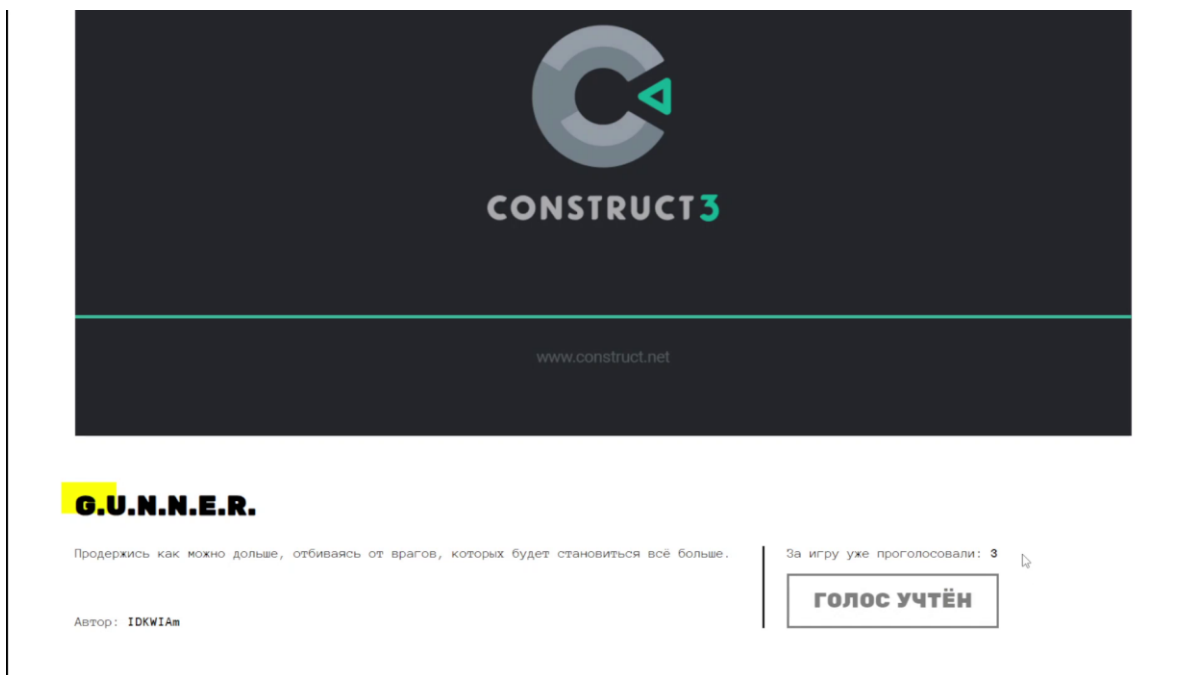 CONSTRUCT3
www.construct.net
G.U.N.N.E.R.
Продержись как можно дольше, отбиваясь от врагов, которых будет становиться всё больше.
За игру уже проголосовали: 3
ГОЛОС УЧТЁН
Автор: IDKWIAm